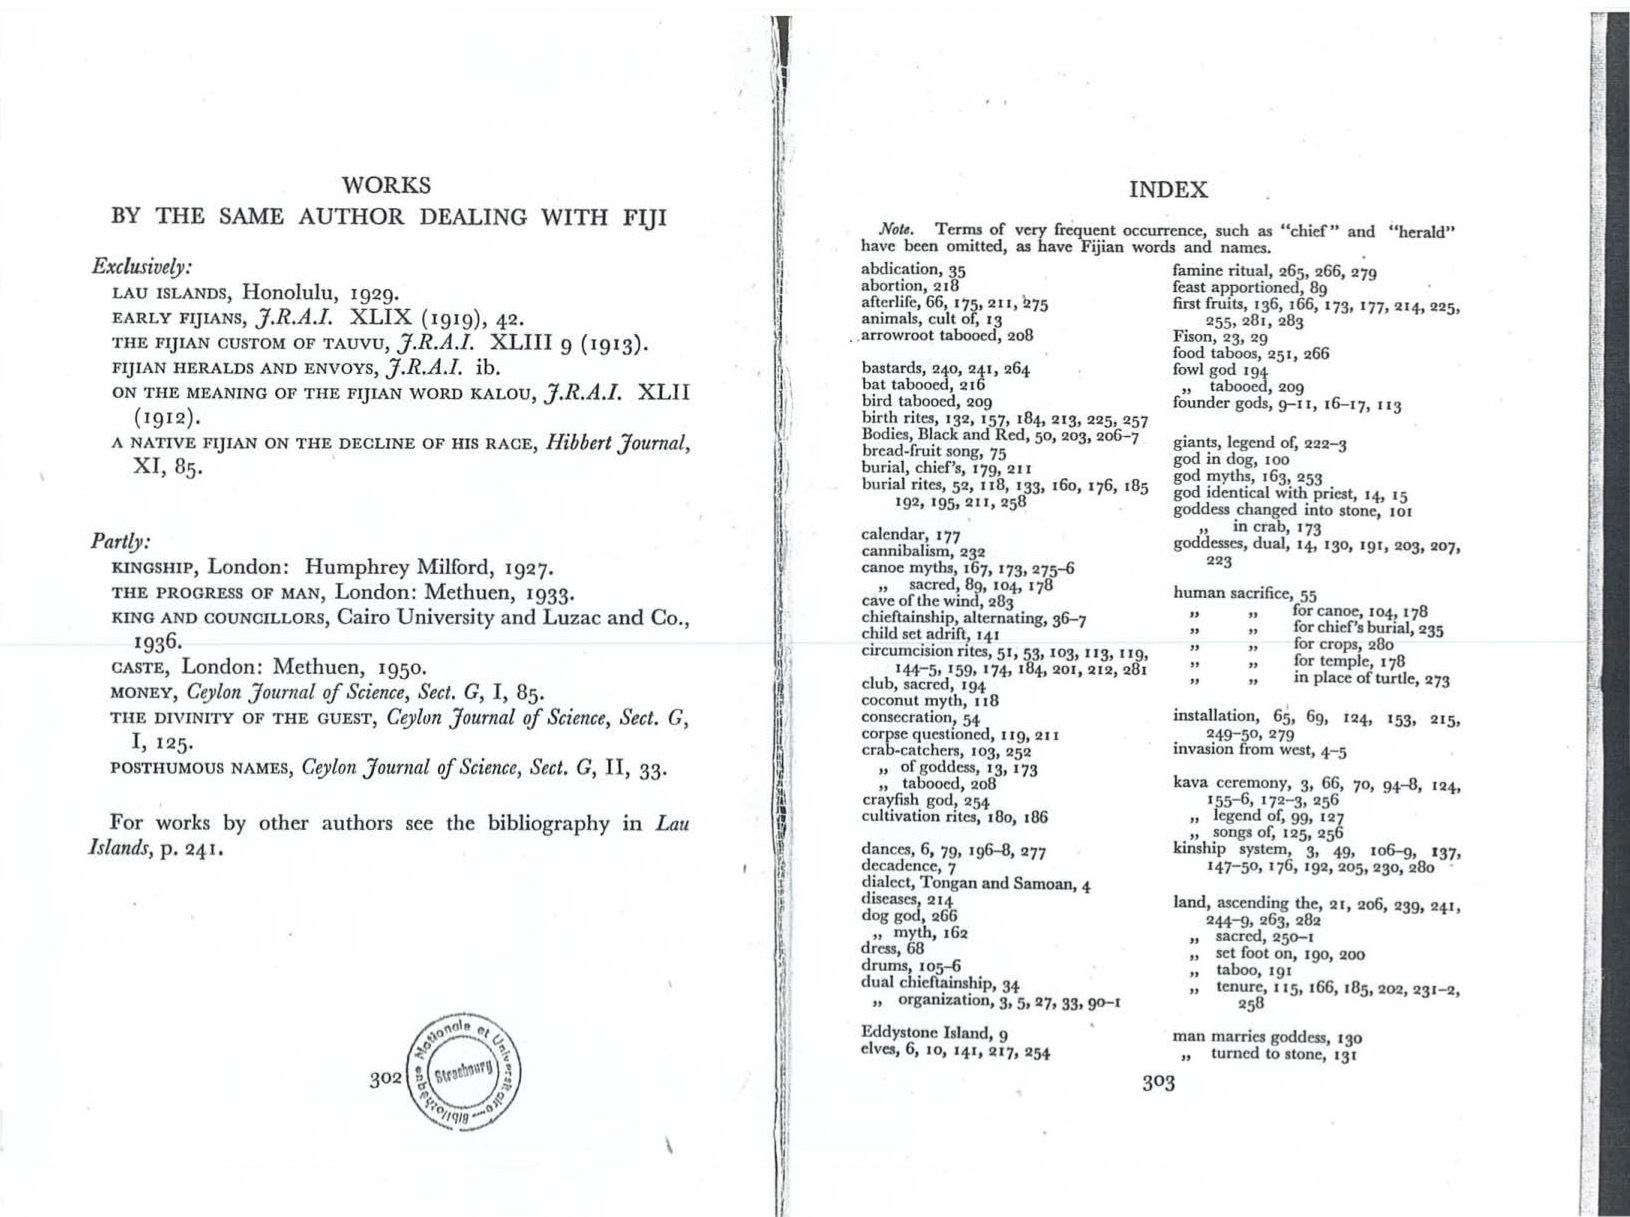 WORKS
BY THE SAME AUTHOR DEALING WITH FIJI
Exclusively:
LAU ISLANDS, Honolulu, 1929.
EARLY FIJIANS, J.R.A.I. XLIX (1919), 42.
THE FIJIAN CUSTOM OF TAUVU, J.R.A.I. XLIII 9 (1913).
FIJIAN HERALDS AND ENVOYS, J.R.A.I. ib.
ON THE MEANING OF THE FIJIAN WORD KALOU, J.R.A.I. XLII
(1912).
A NATIVE FIJIAN ON THE DECLINE OF HIS RACE, Hibbert Journal,
XI, 85.
Partly:
KINGSHIP, London: Humphrey Milford, 1927.
THE PROGRESS OF MAN, London: Methuen, 1933.
KING AND COUNCILLORS, Cairo University and Luzac and Co.,
1936.
CASTE, London: Methuen, 1950.
MONEY, Ceylon Journal of Science, Sect. G, I, 85.
THE DIVINITY OF THE GUEST, Ceylon Journal of Science, Sect. G,
I, 125.
POSTHUMOUS NAMES, Ceylon Journal of Science, Sect. G, II, 33.
For works by other authors see the bibliography in Lau
Islands, p. 241.
302
Bibliothèque Nationale et Universitaire
Strasbourg
INDEX
Note. Terms of very frequent occurrence, such as "chief" and "herald"
have been omitted, as have Fijian words and names.
abdication, 35
abortion, 218
afterlife, 66, 175, 211, 275
animals, cult of, 13
arrowroot tabooed, 208
bastards, 240, 241, 264
bat tabooed, 216
bird tabooed, 209
birth rites, 132, 157, 184, 213, 225, 257
Bodies, Black and Red, 50, 203, 206-7
bread-fruit song, 75
burial, chief's, 179, 211
burial rites, 52, 118, 133, 160, 176, 185
192, 195, 211, 258
calendar, 177
cannibalism, 232
canoe myths, 167, 173, 275-6
„ sacred, 89, 104, 178
cave of the wind, 283
chieftainship, alternating, 36-7
child set adrift, 141
circumcision rites, 51, 53, 103, 113, 119,
144-5, 159, 174, 184, 201, 212, 281
club, sacred, 194
coconut myth, 118
consecration, 54
corpse questioned, 119, 211
crab-catchers, 103, 252
„ of goddess, 13, 173
„ tabooed, 208
crayfish god, 254
cultivation rites, 180, 186
dances, 6, 79, 196-8, 277
decadence, 7
dialect, Tongan and Samoan, 4
diseases, 214
dog god, 266
„ myth, 162
dress, 68
drums, 105-6
dual chieftainship, 34
„ organization, 3, 5, 27, 33, 90-1
Eddystone Island, 9
elves, 6, 10, 141, 217, 254
famine ritual, 265, 266, 279
feast apportioned, 89
first fruits, 136, 166, 173, 177, 214, 225,
255, 281, 283
Fison, 23, 29
food taboos, 251, 266
fowl god 194
„ tabooed, 209
founder gods, 9-11, 16-17, 113
giants, legend of, 222-3
god in dog, 100
god myths, 163, 253
god identical with priest, 14, 15
goddess changed into stone, 101
„ in crab, 173
goddesses, dual, 14, 130, 191, 203, 207,
223
human sacrifice, 55
„ „ for canoe, 104, 178
„ „ for chief's burial, 235
„ „ for crops, 280
„ „ for temple, 178
„ „ in place of turtle, 273
installation, 65, 69, 124, 153, 215,
249-50, 279
invasion from west, 4-5
kava ceremony, 3, 66, 70, 94-8, 124,
155-6, 172-3, 256
„ legend of, 99, 127
„ songs of, 125, 256
kinship system, 3, 49, 106-9, 137,
147-50, 176, 192, 205, 230, 280
land, ascending the, 21, 206, 239, 241,
244-9, 263, 282
„ sacred, 250-1
„ set foot on, 190, 200
„ taboo, 191
„ tenure, 115, 166, 185, 202, 231-2,
258
man marries goddess, 130
„ turned to stone, 131
303